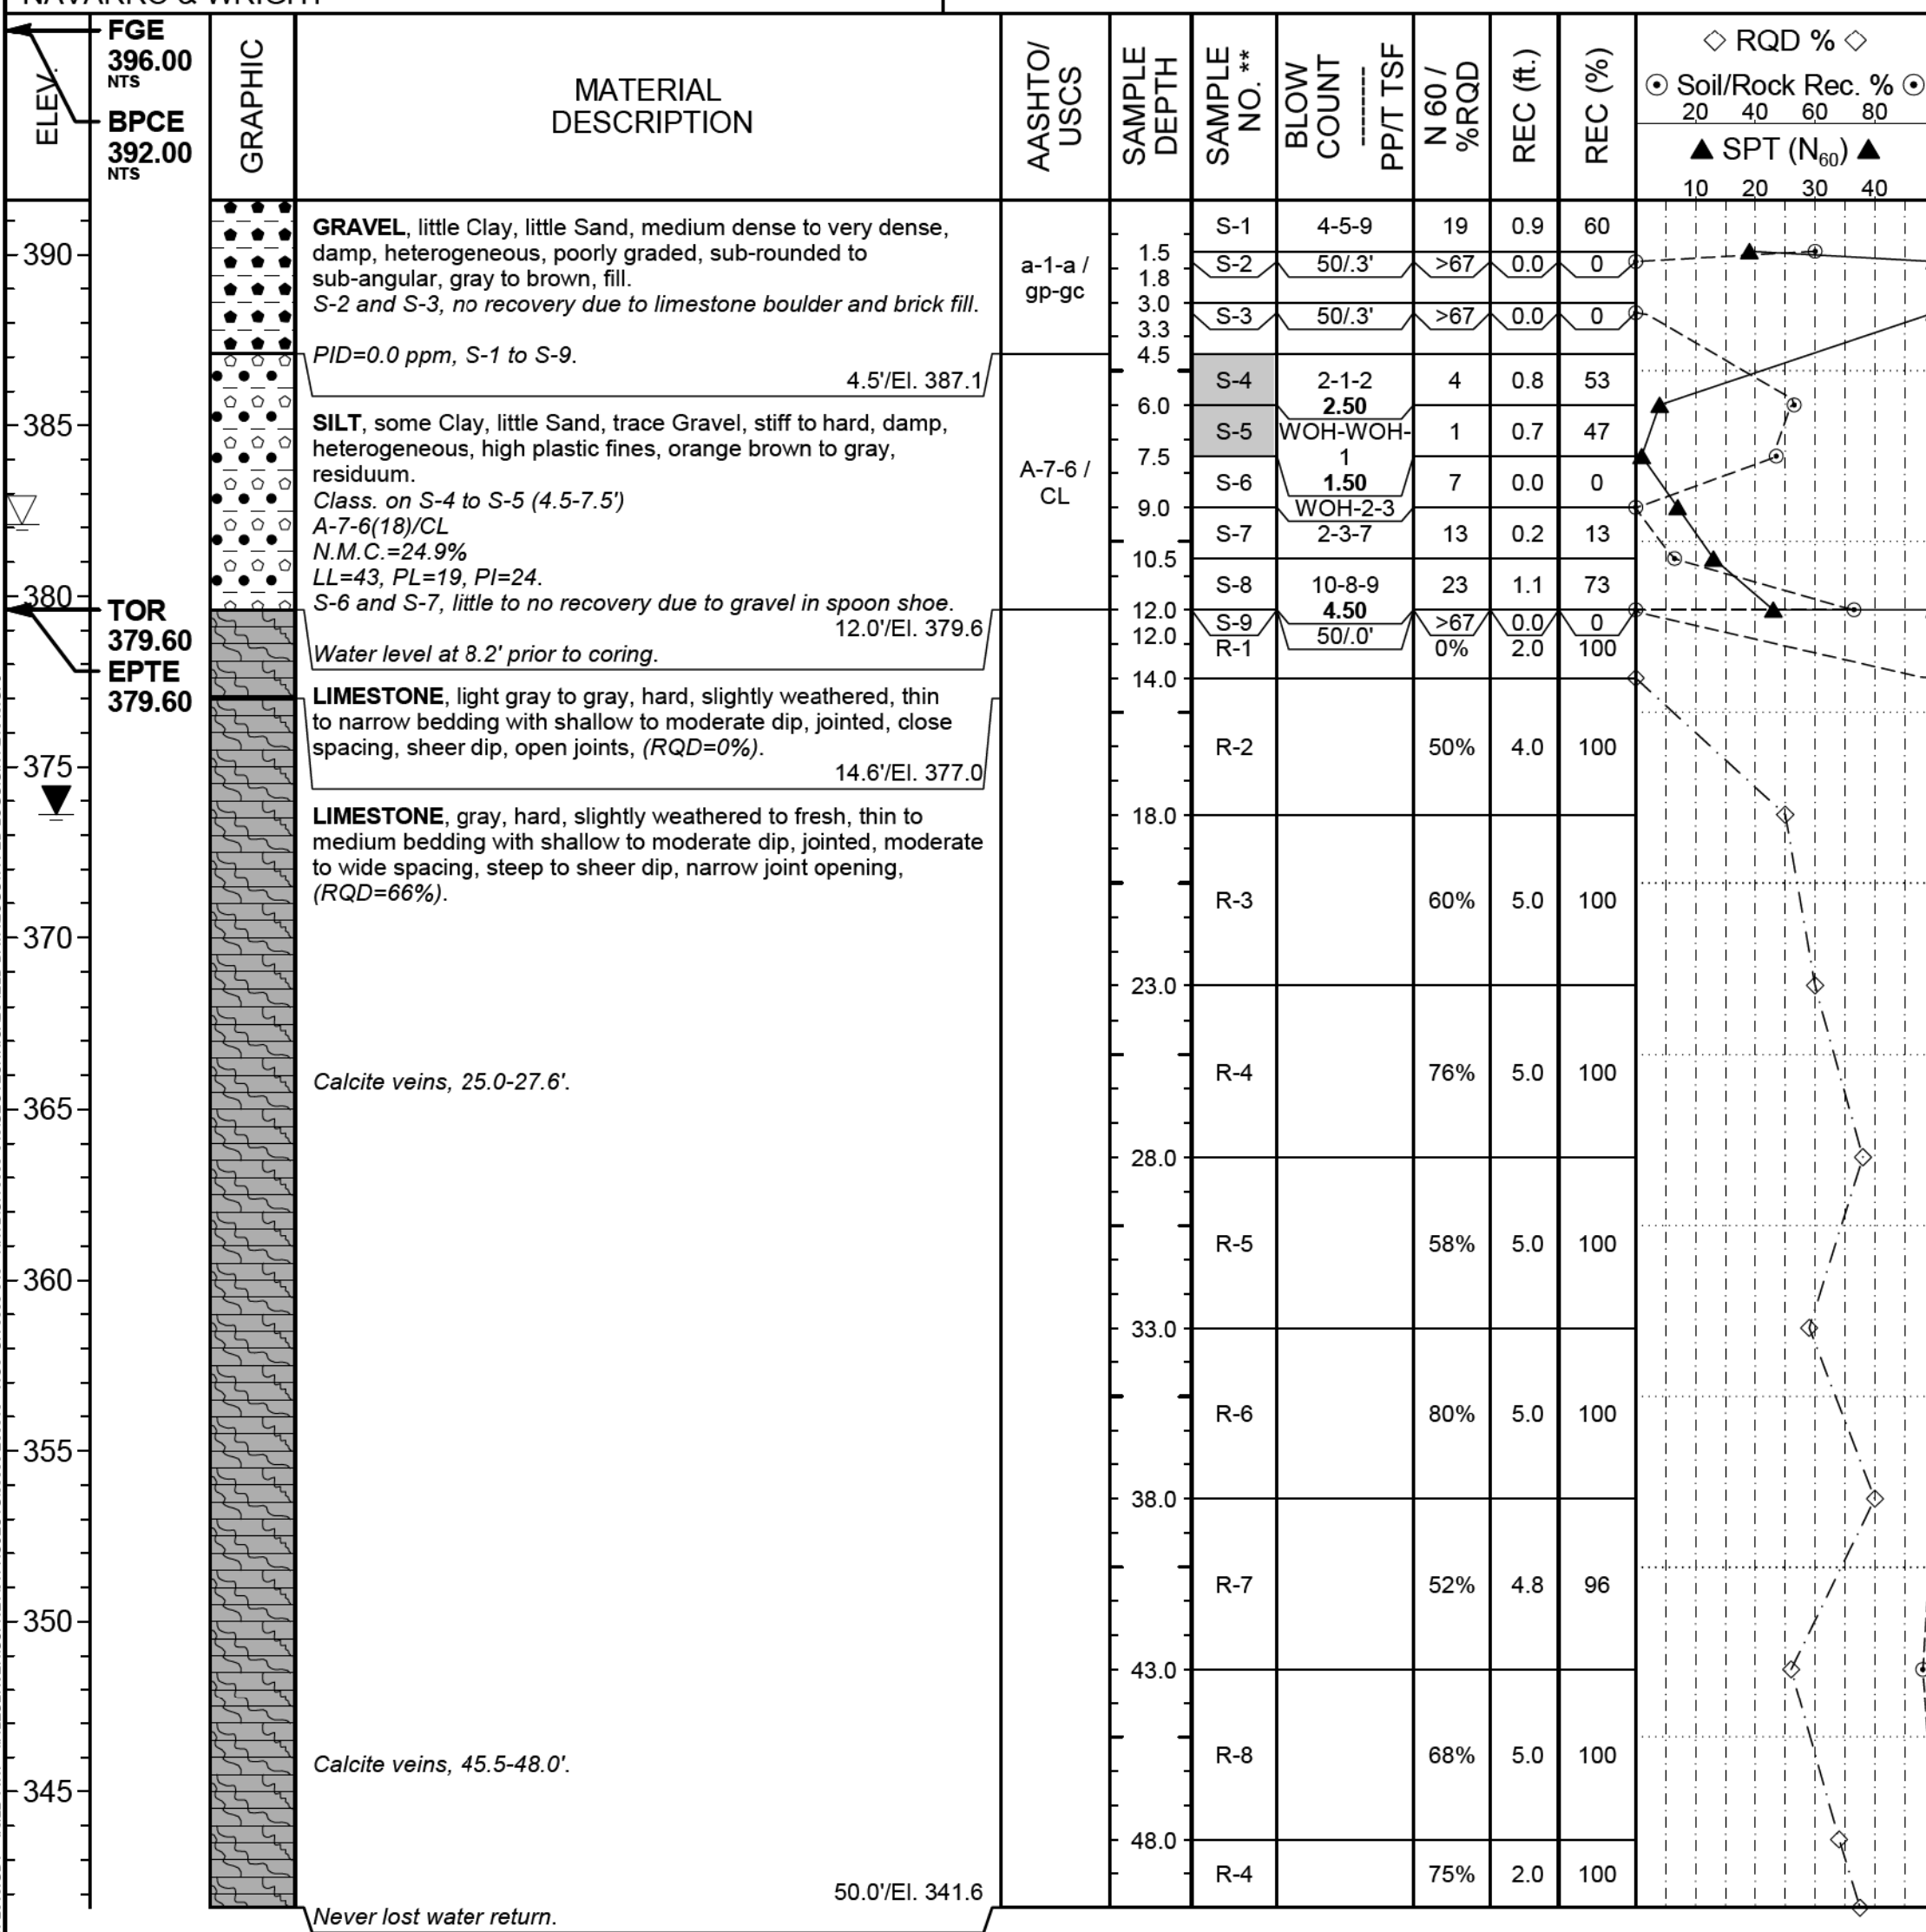 NAVARRO & WRIGHT
ELEV.
FGE
396.00
NTS
BPCE
392.00
NTS
GRAPHIC
MATERIAL
DESCRIPTION
AASHTO/
USCS
SAMPLE
DEPTH
SAMPLE
NO. **
BLOW
COUNT
---------
PP/T TSF
N 60 /
%RQD
REC (ft.)
REC (%)
◇ RQD % ◇
⊙ Soil/Rock Rec. % ⊙
20 40 60 80
▲ SPT (N60) ▲
10 20 30 40
390
385
380
TOR
379.60
EPTE
379.60
375
370
365
360
355
350
345
GRAVEL, little Clay, little Sand, medium dense to very dense,
damp, heterogeneous, poorly graded, sub-rounded to
sub-angular, gray to brown, fill.
S-2 and S-3, no recovery due to limestone boulder and brick fill.
PID=0.0 ppm, S-1 to S-9.
4.5'/El. 387.1
SILT, some Clay, little Sand, trace Gravel, stiff to hard, damp,
heterogeneous, high plastic fines, orange brown to gray,
residuum.
Class. on S-4 to S-5 (4.5-7.5')
A-7-6(18)/CL
N.M.C.=24.9%
LL=43, PL=19, PI=24.
S-6 and S-7, little to no recovery due to gravel in spoon shoe.
12.0'/El. 379.6
Water level at 8.2' prior to coring.
LIMESTONE, light gray to gray, hard, slightly weathered, thin
to narrow bedding with shallow to moderate dip, jointed, close
spacing, sheer dip, open joints, (RQD=0%).
14.6'/El. 377.0
LIMESTONE, gray, hard, slightly weathered to fresh, thin to
medium bedding with shallow to moderate dip, jointed, moderate
to wide spacing, steep to sheer dip, narrow joint opening,
(RQD=66%).
Calcite veins, 25.0-27.6'.
Calcite veins, 45.5-48.0'.
50.0'/El. 341.6
Never lost water return.
a-1-a /
gp-gc
A-7-6 /
CL
S-1 4-5-9 19 0.9 60
1.5
S-2 50/.3' >67 0.0 0
1.8
3.0
S-3 50/.3' >67 0.0 0
3.3
4.5
S-4 2-1-2 4 0.8 53
6.0 2.50
S-5 WOH-WOH- 1 0.7 47
7.5 1
S-6 1.50 7 0.0 0
9.0 WOH-2-3
S-7 2-3-7 13 0.2 13
10.5
S-8 10-8-9 23 1.1 73
12.0 4.50
S-9 >67 0.0 0
12.0 50/.0'
R-1 0% 2.0 100
14.0
R-2 50% 4.0 100
18.0
R-3 60% 5.0 100
23.0
R-4 76% 5.0 100
28.0
R-5 58% 5.0 100
33.0
R-6 80% 5.0 100
38.0
R-7 52% 4.8 96
43.0
R-8 68% 5.0 100
48.0
R-4 75% 2.0 100